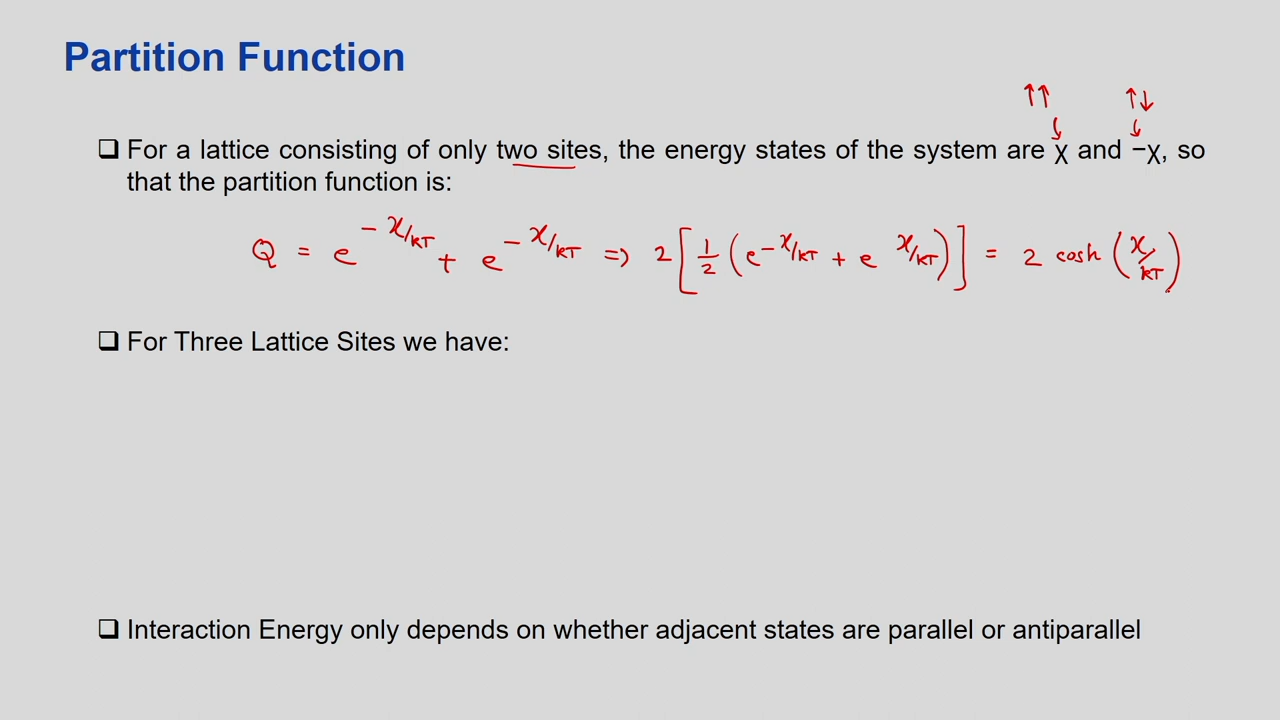 Partition Function
↑↑ ↑↓
❑ For a lattice consisting of only two sites, the energy states of the system are χ and −χ, so
that the partition function is:
Q = e^{-χ/kT} + e^{-χ/kT} ⇒ 2[1/2(e^{-χ/kT} + e^{χ/kT})] = 2 cosh(χ/kT)
❑ For Three Lattice Sites we have:
❑ Interaction Energy only depends on whether adjacent states are parallel or antiparallel